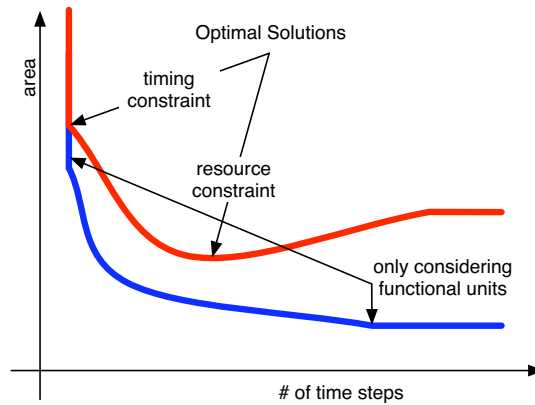 Optimal Solutions
area
timing
constraint
resource
constraint
only considering
functional units
# of time steps